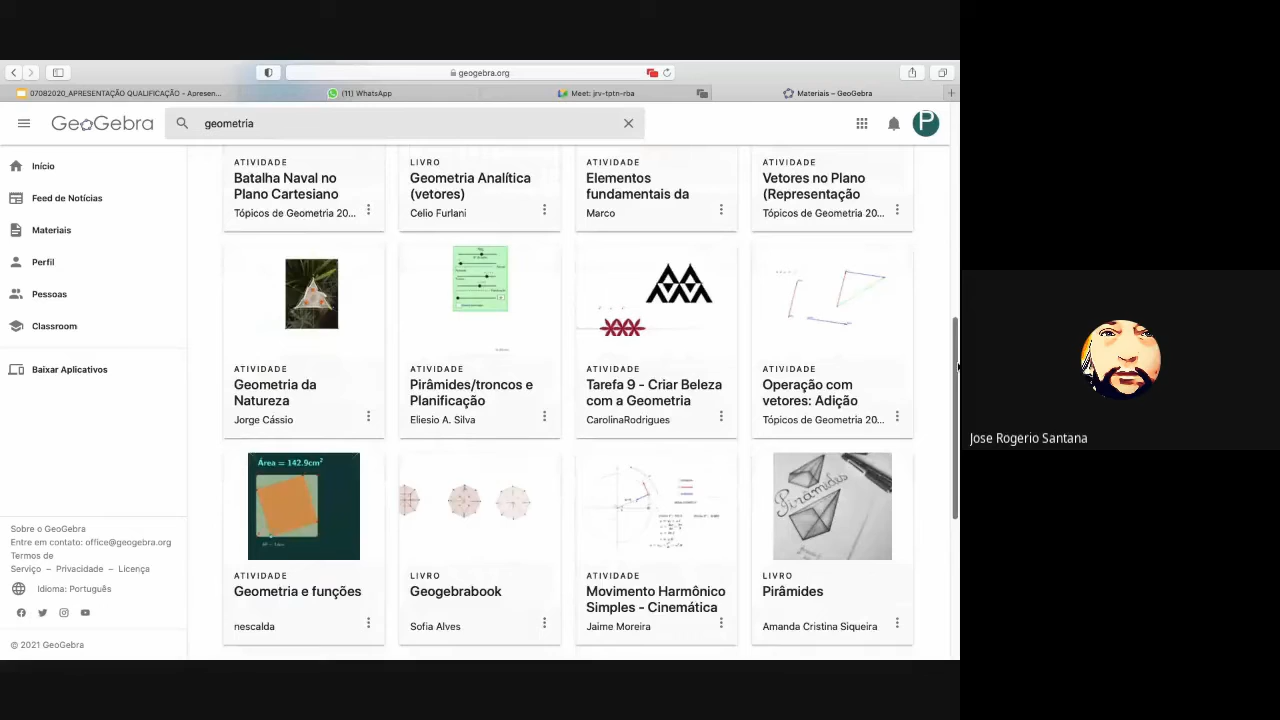 07082020_APRESENTAÇÃO QUALIFICAÇÃO - Apresen...
(11) WhatsApp
Meet: jrv-tptn-rba
Materiais – GeoGebra
geogebra.org
GeoGebra
geometria
P
Início
Feed de Notícias
Materiais
Perfil
Pessoas
Classroom
Baixar Aplicativos
ATIVIDADE
Batalha Naval no
Plano Cartesiano
Tópicos de Geometria 20...
LIVRO
Geometria Analítica
(vetores)
Celio Furlani
ATIVIDADE
Elementos
fundamentais da
Marco
ATIVIDADE
Vetores no Plano
(Representação
Tópicos de Geometria 20...
ATIVIDADE
Geometria da
Natureza
Jorge Cássio
ATIVIDADE
Pirâmides/troncos e
Planificação
Eliesio A. Silva
ATIVIDADE
Tarefa 9 - Criar Beleza
com a Geometria
CarolinaRodrigues
ATIVIDADE
Operação com
vetores: Adição
Tópicos de Geometria 20...
Área = 142.9cm²
ATIVIDADE
Geometria e funções
nescalda
LIVRO
Geogebrabook
Sofia Alves
ATIVIDADE
Movimento Harmônico
Simples - Cinemática
Jaime Moreira
Pirâmides
LIVRO
Pirâmides
Amanda Cristina Siqueira
Sobre o GeoGebra
Entre em contato: office@geogebra.org
Termos de
Serviço – Privacidade – Licença
Idioma: Português
© 2021 GeoGebra
Jose Rogerio Santana